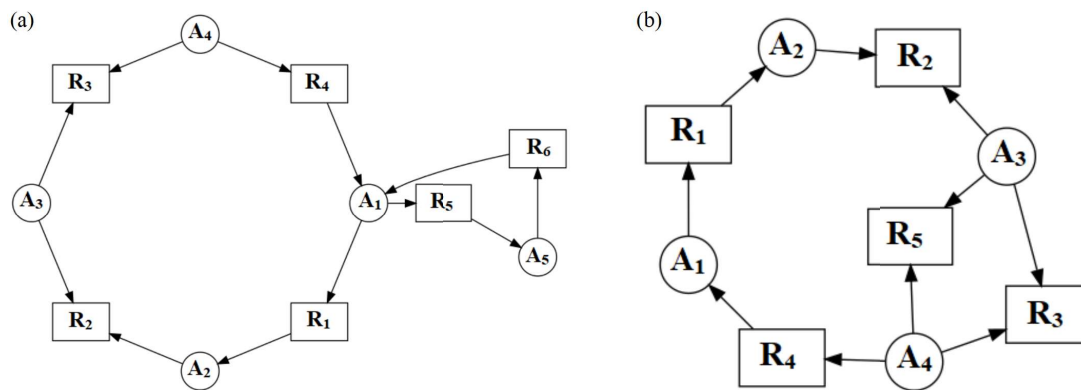 (a)
A₄
R₃
R₄
R₆
A₃
A₁
R₅
A₅
R₂
R₁
A₂
(b)
A₂
R₂
R₁
A₃
R₅
A₁
R₃
R₄
A₄